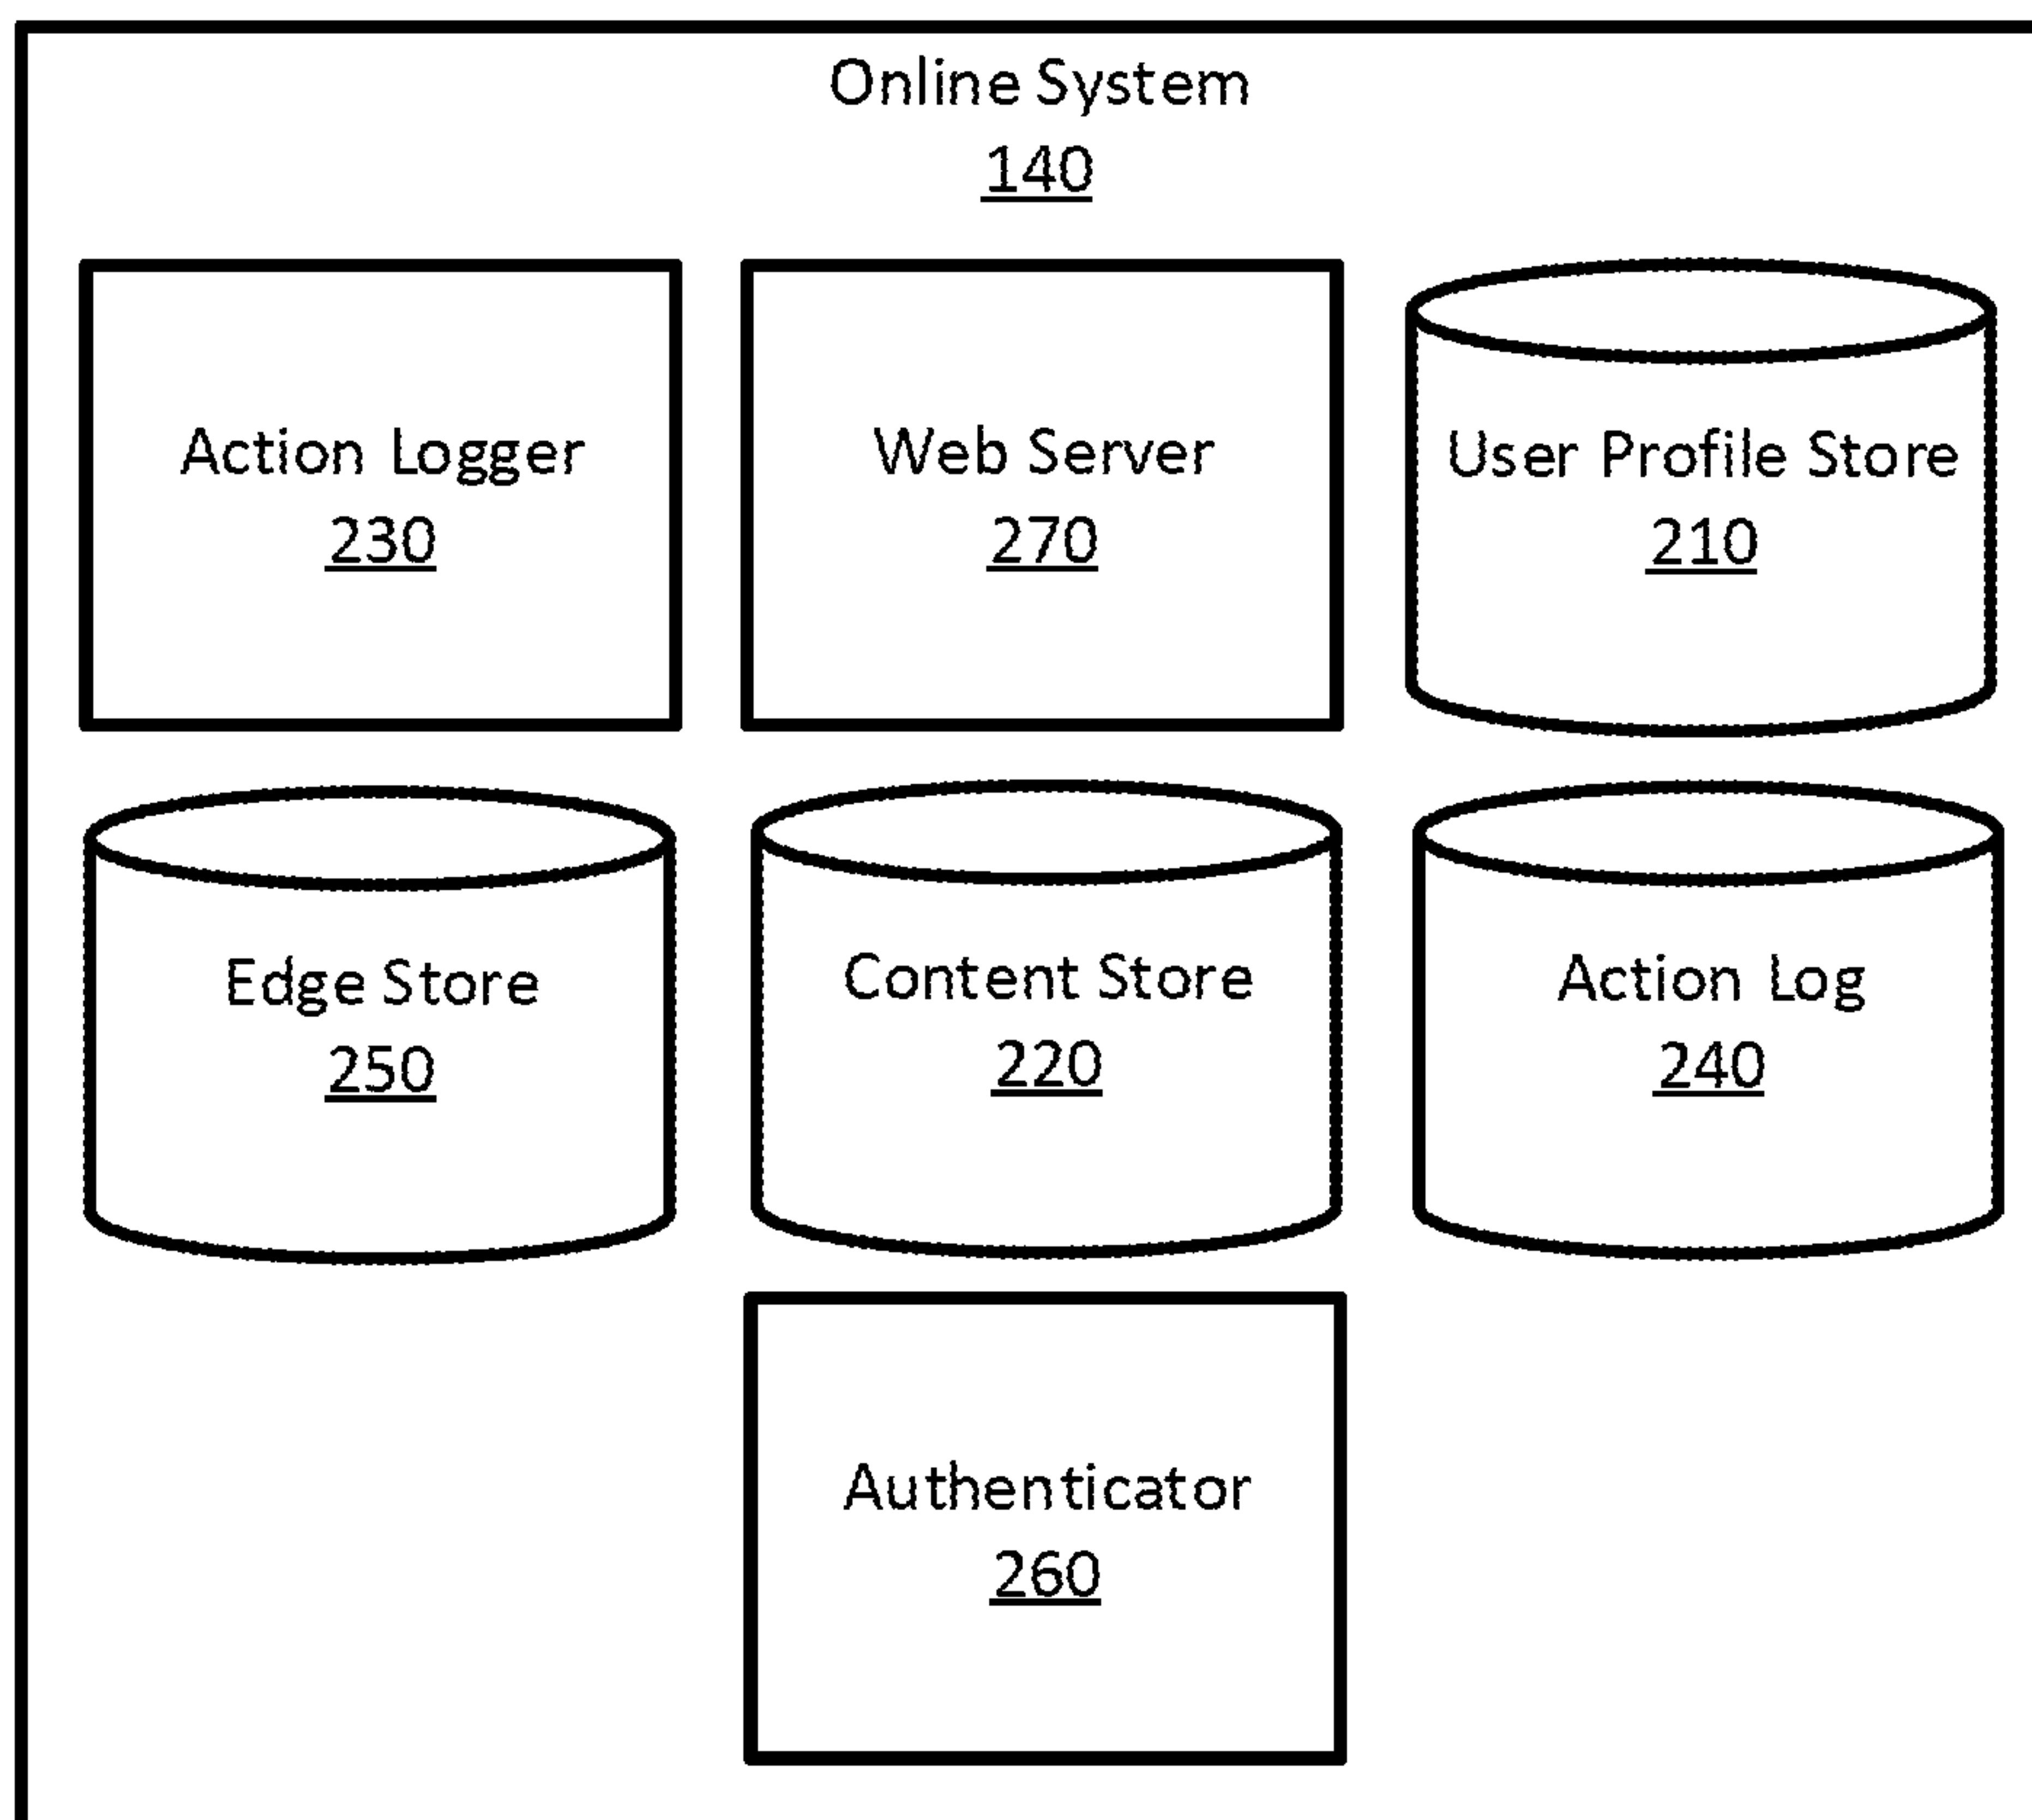 Online System
140
Action Logger
230
Web Server
270
User Profile Store
210
Edge Store
250
Content Store
220
Action Log
240
Authenticator
260